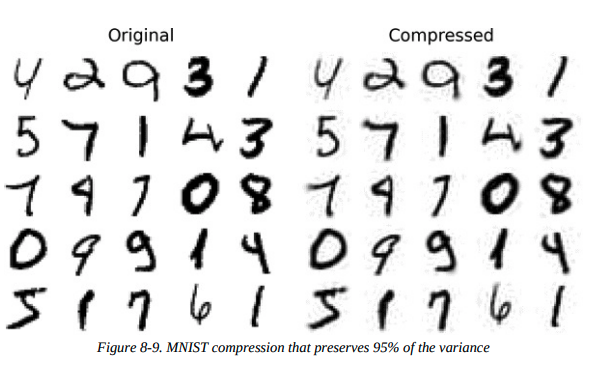 Original Compressed
4 2 9 3 1 4 2 9 3 1
5 7 1 4 3 5 7 1 4 3
7 9 7 0 8 7 9 7 0 8
0 9 9 1 4 0 9 9 1 4
5 1 7 6 1 5 1 7 6 1
Figure 8-9. MNIST compression that preserves 95% of the variance